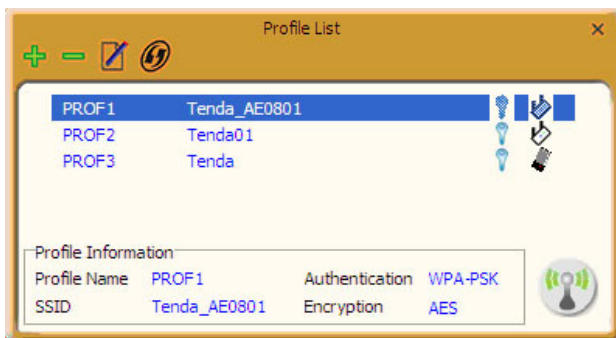 Profile List
PROF1 Tenda_AE0801
PROF2 Tenda01
PROF3 Tenda
Profile Information
Profile Name PROF1 Authentication WPA-PSK
SSID Tenda_AE0801 Encryption AES